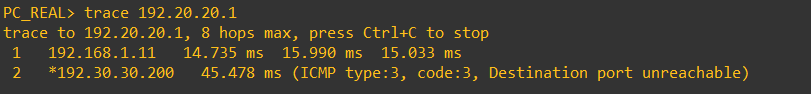 PC_REAL> trace 192.20.20.1
trace to 192.20.20.1, 8 hops max, press Ctrl+C to stop
1 192.168.1.11 14.735 ms 15.990 ms 15.033 ms
2 *192.30.30.200 45.478 ms (ICMP type:3, code:3, Destination port unreachable)